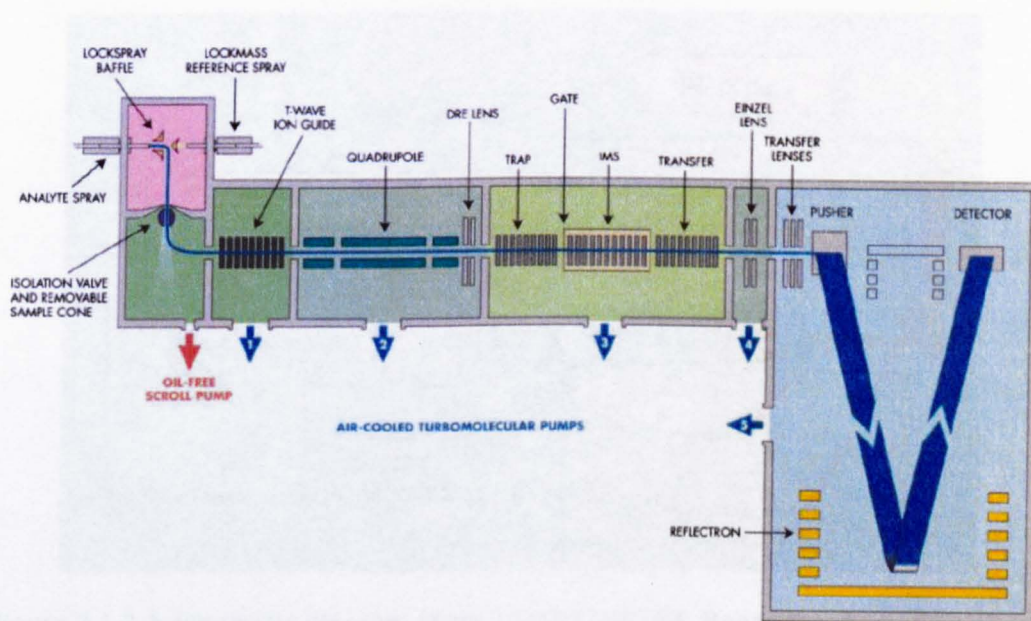 LOCKSPRAY
BAFFLE
LOCKMASS
REFERENCE SPRAY
T-WAVE
ION GUIDE
ANALYTE SPRAY
QUADRUPOLE
DRE LENS
GATE
TRAP
IMS
TRANSFER
EINZEL
LENS
TRANSFER
LENSES
PUSHER
DETECTOR
ISOLATION VALVE
AND REMOVABLE
SAMPLE CONE
1
2
3
4
OIL-FREE
SCROLL PUMP
AIR-COOLED TURBOMOLECULAR PUMPS
5
REFLECTRON